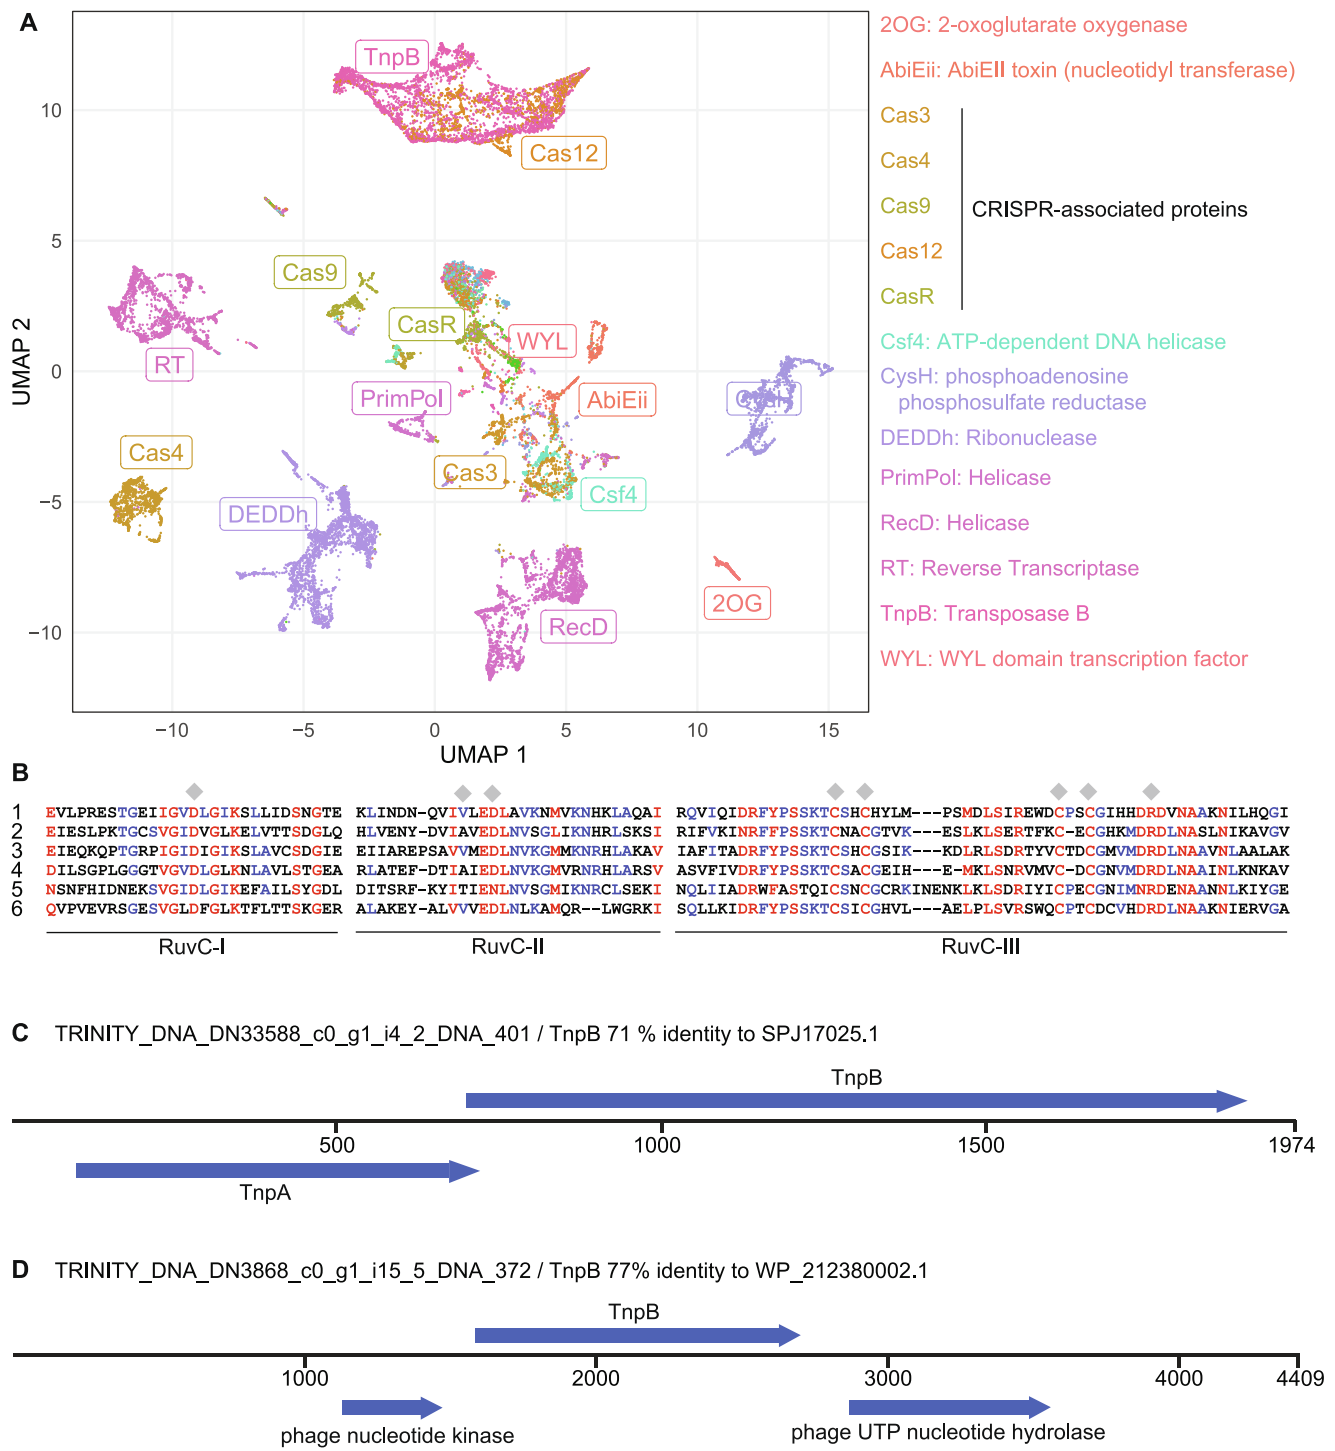 A
TnpB
Cas12
Cas9
CasR
WYL
RT
PrimPol
AbiEii
Cas4
Cas3
Csf4
DEDDh
2OG
RecD
10
5
0
−5
−10
−10
−5
0
5
10
15
UMAP 1
UMAP 2
2OG: 2-oxoglutarate oxygenase
AbiEii: AbiEII toxin (nucleotidyl transferase)
Cas3
Cas4
Cas9
Cas12
CasR
CRISPR-associated proteins
Csf4: ATP-dependent DNA helicase
CysH: phosphoadenosine
phosphosulfate reductase
DEDDh: Ribonuclease
PrimPol: Helicase
RecD: Helicase
RT: Reverse Transcriptase
TnpB: Transposase B
WYL: WYL domain transcription factor
B
1 EVLPRESTGEIIGVDLGIKSLLIDSNGTE KLINDN-QVIVLEDLAVKNMVKNHKLAQAI RQVIQIDRFYPSSKTCSHCHYLM---PSMDLSIREWDCPSCGIHHDRDVNAAKNILHQGI
2 EIESLPKTGCSVGIDVGLKELVTTSDGLQ HLVENY-DVIAVEDLNVSGLIKNHRLSKSI RIFVKINRFYPSSKTCNACGTVK---ESLKLSERTFKC-ECGHKMDRDLNASLNIKAVGV
3 EIEQKQPTGRPIGIDIGIKSLAVCSDGIE EIIAREPSAVVMEDLNVKGMMKNRHLAKAV IAFITADRFYPSSKTCSHCGSIK---KDLRLSDRTYVCTDCGMVMDRDLNAAVNLAALAK
4 DILSGPLGGGTVGVDLGLKNLAVLSTGEA RLATEF-DTIAIEDLNVKGMVRNRHLARSV ASVFIVDRFYPSSKTCSACGEIH---EKMKLSNRVMVC-DCGLVIDRDLNAAINLKNKAV
5 NSNFHIDNEKSVGIDLGIKEFAILSYGDL DITSRF-KYITIENLNVSGMIKNRCLSEKI NQLIIADRWFASTQICSNCGCRKINENKLKLSDRIYICPECGNIMNRDENAANNLKIYGE
6 QVPVEVRSGESVGLDFGLKTFLTTSKGER ALAKEY-ALVVVEDLNLKAMQR--LWGRKI SQLLKIDRFYPSSKTCSICGHVL---AELPLSVRSWQCPTCDCVHDRDLNAAKNIERVGA
RuvC-I
RuvC-II
RuvC-III
C TRINITY_DNA_DN33588_c0_g1_i4_2_DNA_401 / TnpB 71 % identity to SPJ17025.1
TnpB
500
1000
1500
1974
TnpA
D TRINITY_DNA_DN3868_c0_g1_i15_5_DNA_372 / TnpB 77% identity to WP_212380002.1
TnpB
1000
2000
3000
4000
4409
phage nucleotide kinase
phage UTP nucleotide hydrolase